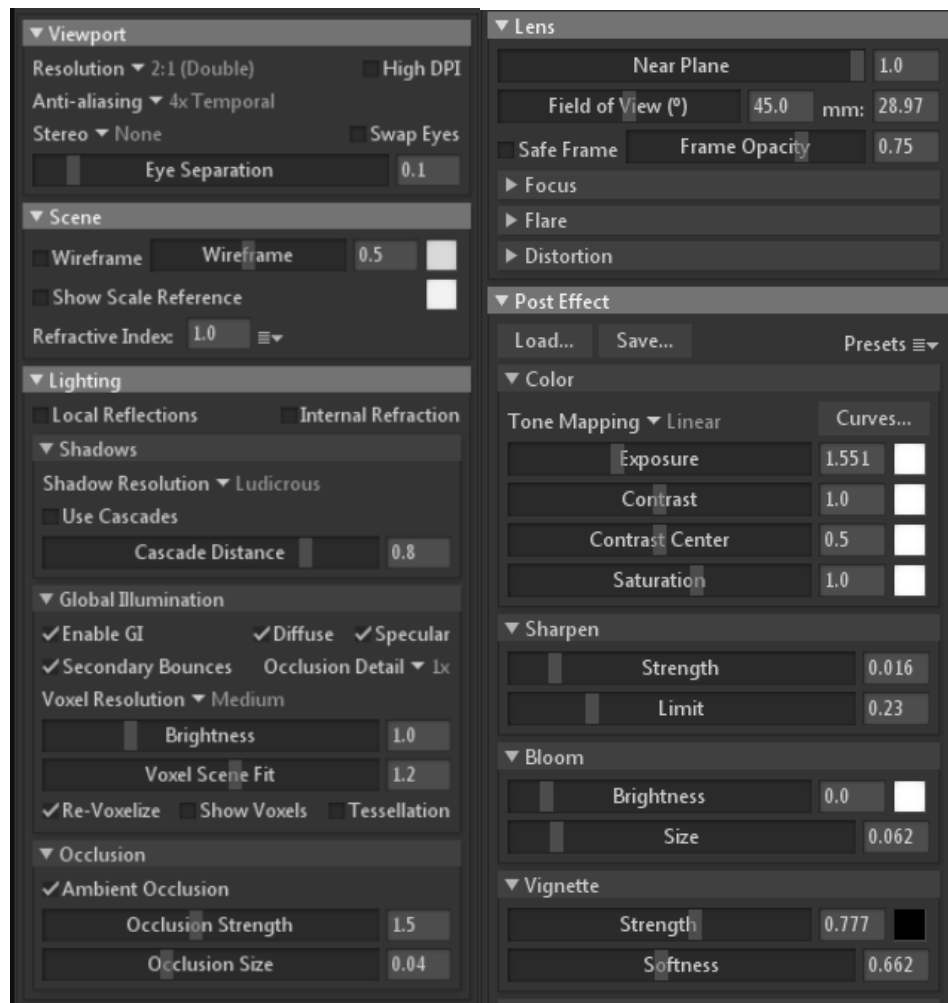 Viewport
Resolution 2:1 (Double) High DPI
Anti-aliasing 4x Temporal
Stereo None Swap Eyes
Eye Separation 0.1
Scene
Wireframe Wireframe 0.5
Show Scale Reference
Refractive Index: 1.0
Lighting
Local Reflections Internal Refraction
Shadows
Shadow Resolution Ludicrous
Use Cascades
Cascade Distance 0.8
Global Illumination
Enable GI Diffuse Specular
Secondary Bounces Occlusion Detail 1x
Voxel Resolution Medium
Brightness 1.0
Voxel Scene Fit 1.2
Re-Voxelize Show Voxels Tessellation
Occlusion
Ambient Occlusion
Occlusion Strength 1.5
Occlusion Size 0.04
Lens
Near Plane 1.0
Field of View (º) 45.0 mm: 28.97
Safe Frame Frame Opacity 0.75
Focus
Flare
Distortion
Post Effect
Load... Save... Presets
Color
Tone Mapping Linear Curves...
Exposure 1.551
Contrast 1.0
Contrast Center 0.5
Saturation 1.0
Sharpen
Strength 0.016
Limit 0.23
Bloom
Brightness 0.0
Size 0.062
Vignette
Strength 0.777
Softness 0.662